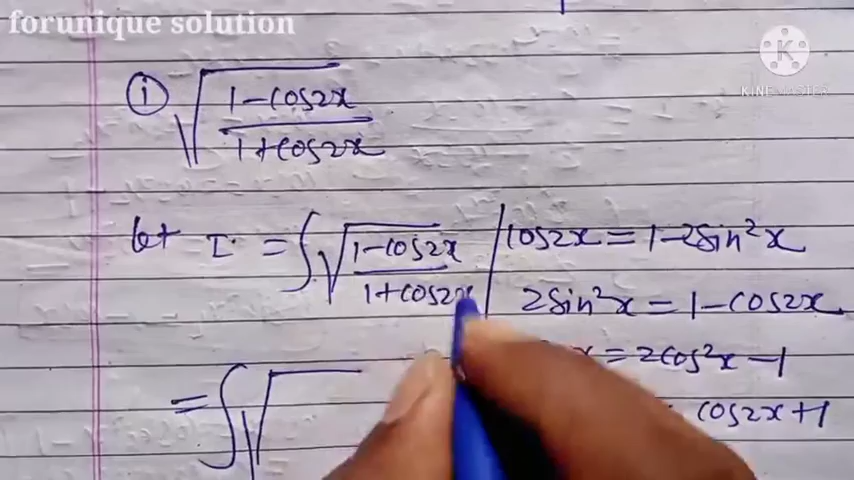 forunique solution
KINEMASTER
(i) √((1-cos2x)/(1+cos2x))
let I = ∫√((1-cos2x)/(1+cos2x))
cos2x = 1-2sin²x
2sin²x = 1-cos2x
= 2cos²x -1
cos2x+1
= ∫√